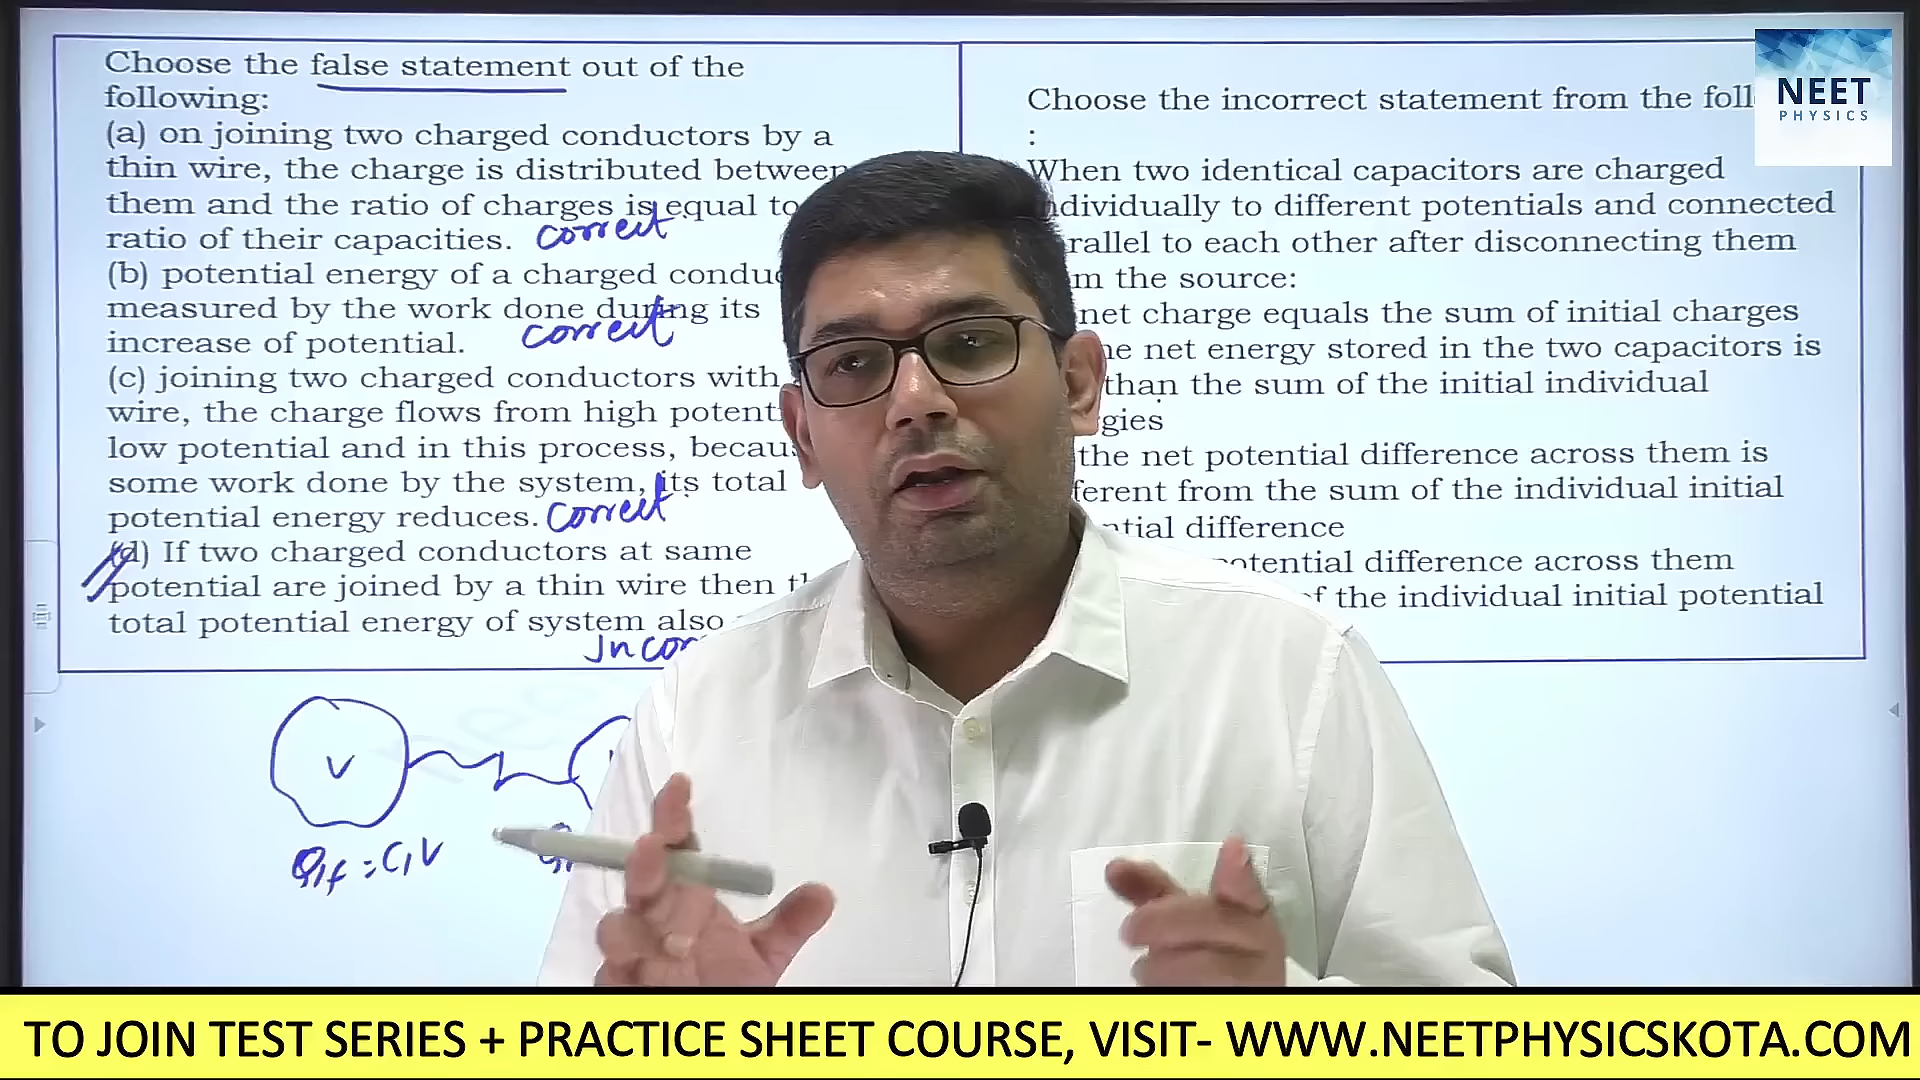 Choose the false statement out of the
following:
(a) on joining two charged conductors by a
thin wire, the charge is distributed between
them and the ratio of charges is equal to
ratio of their capacities. correct
(b) potential energy of a charged
measured by the work done during its
increase of potential. correct
(c) joining two charged conductors with
wire, the charge flows from high
low potential and in this process,
some work done by the system, its total
potential energy reduces. correct
(d) If two charged conductors at same
potential are joined by a thin wire then
total potential energy of system also
V
Q1f = C1V
Choose the incorrect statement from the
:
When two identical capacitors are charged
individually to different potentials and connected
to each other after disconnecting them
the source:
net charge equals the sum of initial charges
net energy stored in the two capacitors is
than the sum of the initial individual
the net potential difference across them is
from the sum of the individual initial
difference
potential difference across them
of the individual initial potential
NEET
PHYSICS
TO JOIN TEST SERIES + PRACTICE SHEET COURSE, VISIT- WWW.NEETPHYSICSKOTA.COM